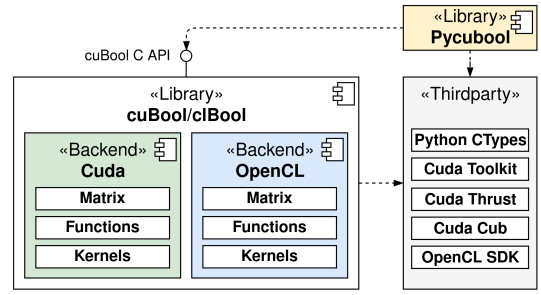 «Library»
Pycubool
cuBool C API
«Library»
cuBool/clBool
«Backend»
Cuda
Matrix
Functions
Kernels
«Backend»
OpenCL
Matrix
Functions
Kernels
«Thirdparty»
Python CTypes
Cuda Toolkit
Cuda Thrust
Cuda Cub
OpenCL SDK